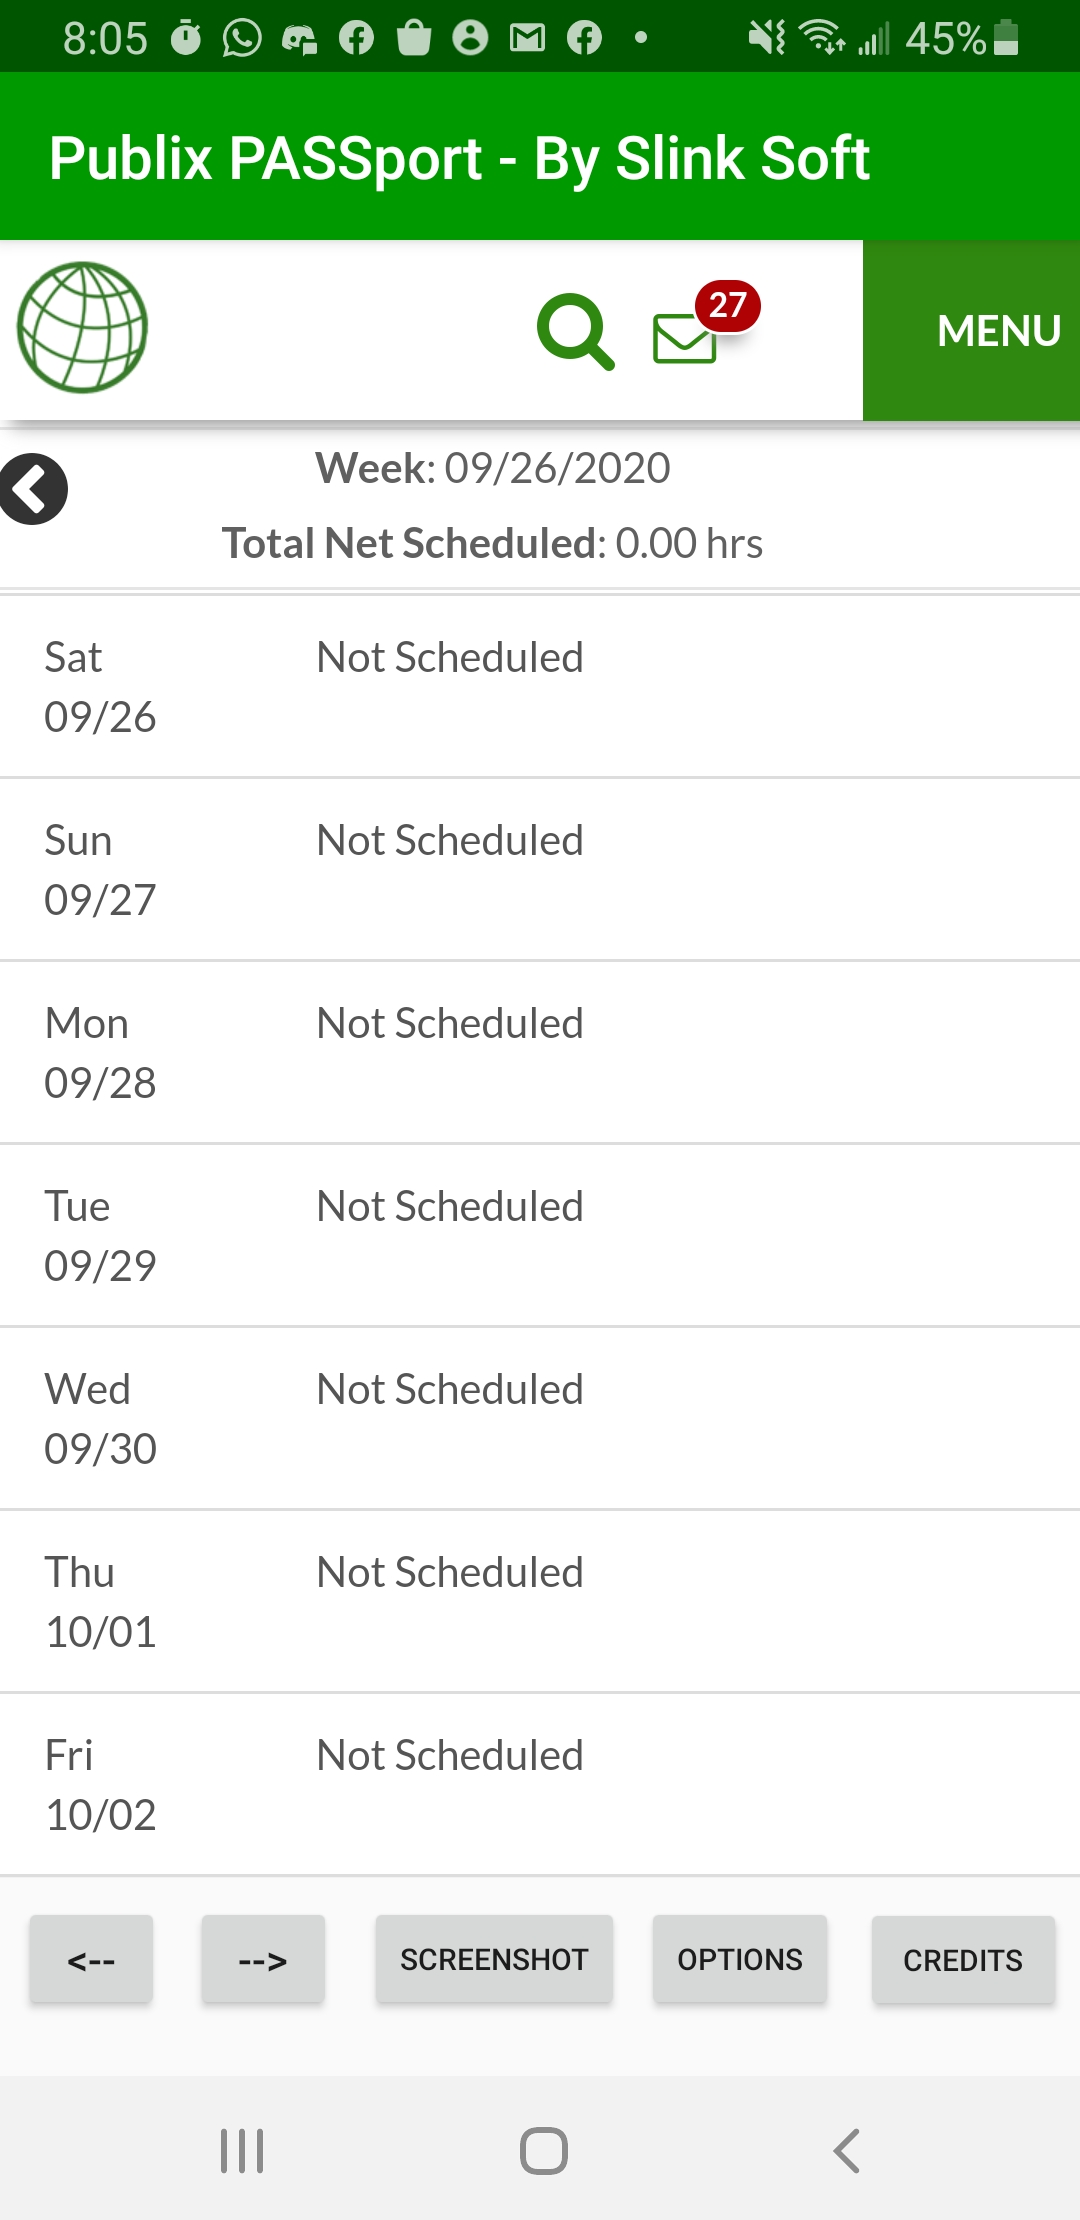 8:05 45%
Publix PASSport - By Slink Soft
27
MENU
Week: 09/26/2020
Total Net Scheduled: 0.00 hrs
Sat Not Scheduled
09/26
Sun Not Scheduled
09/27
Mon Not Scheduled
09/28
Tue Not Scheduled
09/29
Wed Not Scheduled
09/30
Thu Not Scheduled
10/01
Fri Not Scheduled
10/02
<-- --> SCREENSHOT OPTIONS CREDITS